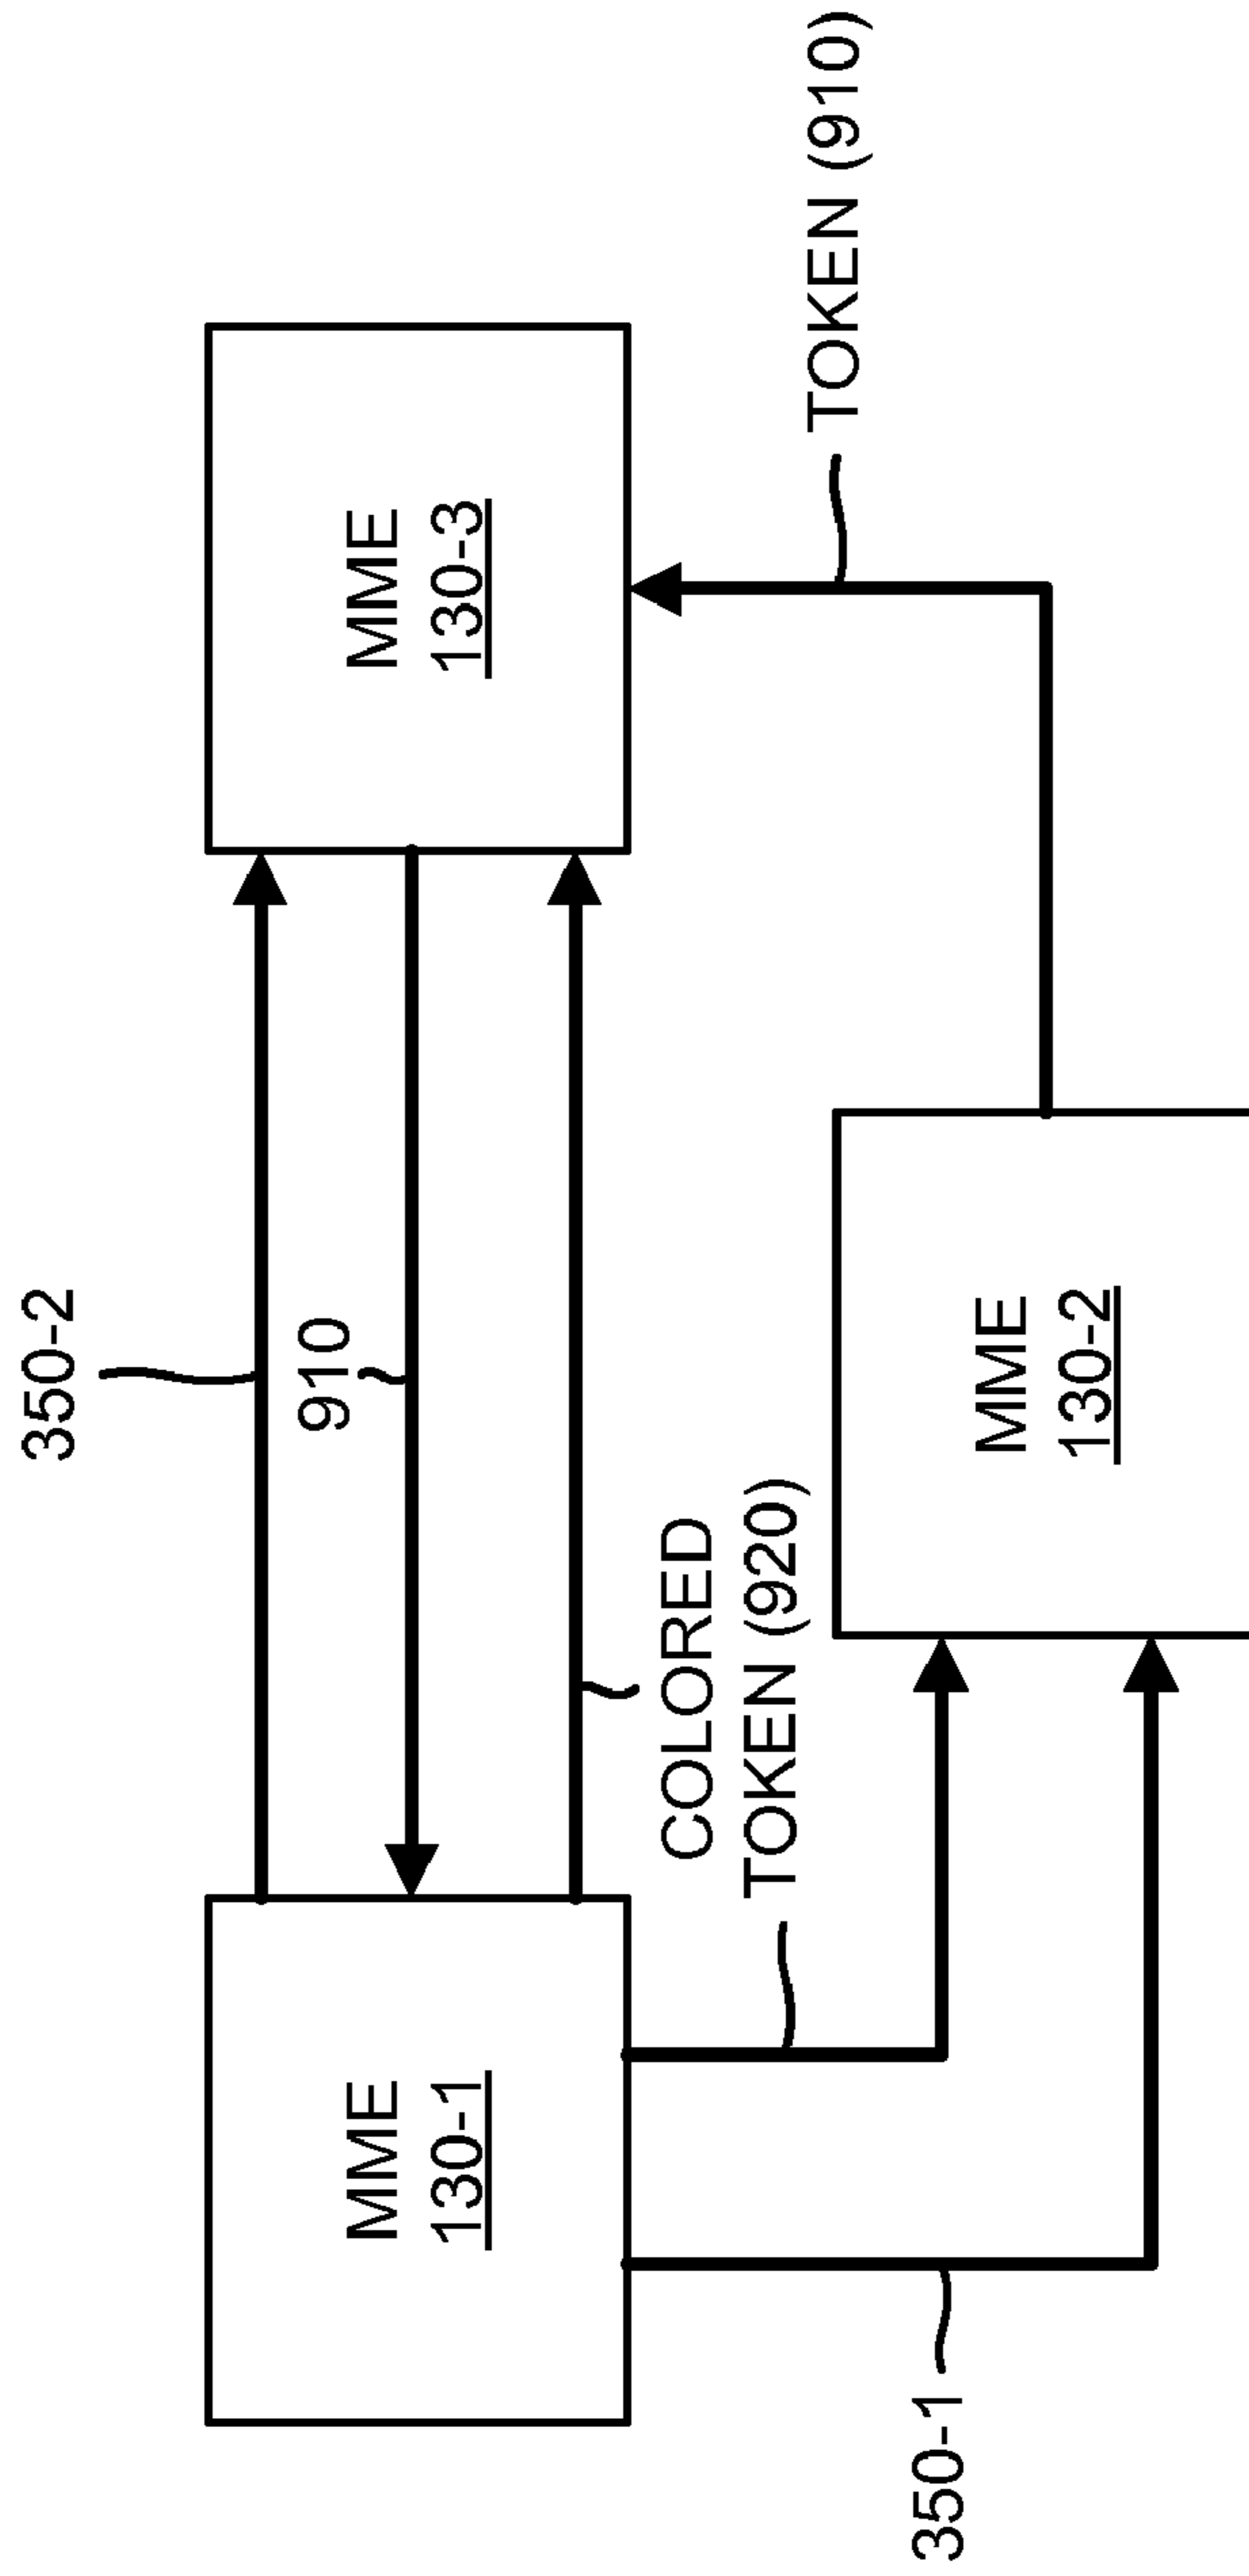 350-2
910
MME
130-1
MME
130-3
COLORED
TOKEN (920)
TOKEN (910)
350-1
MME
130-2